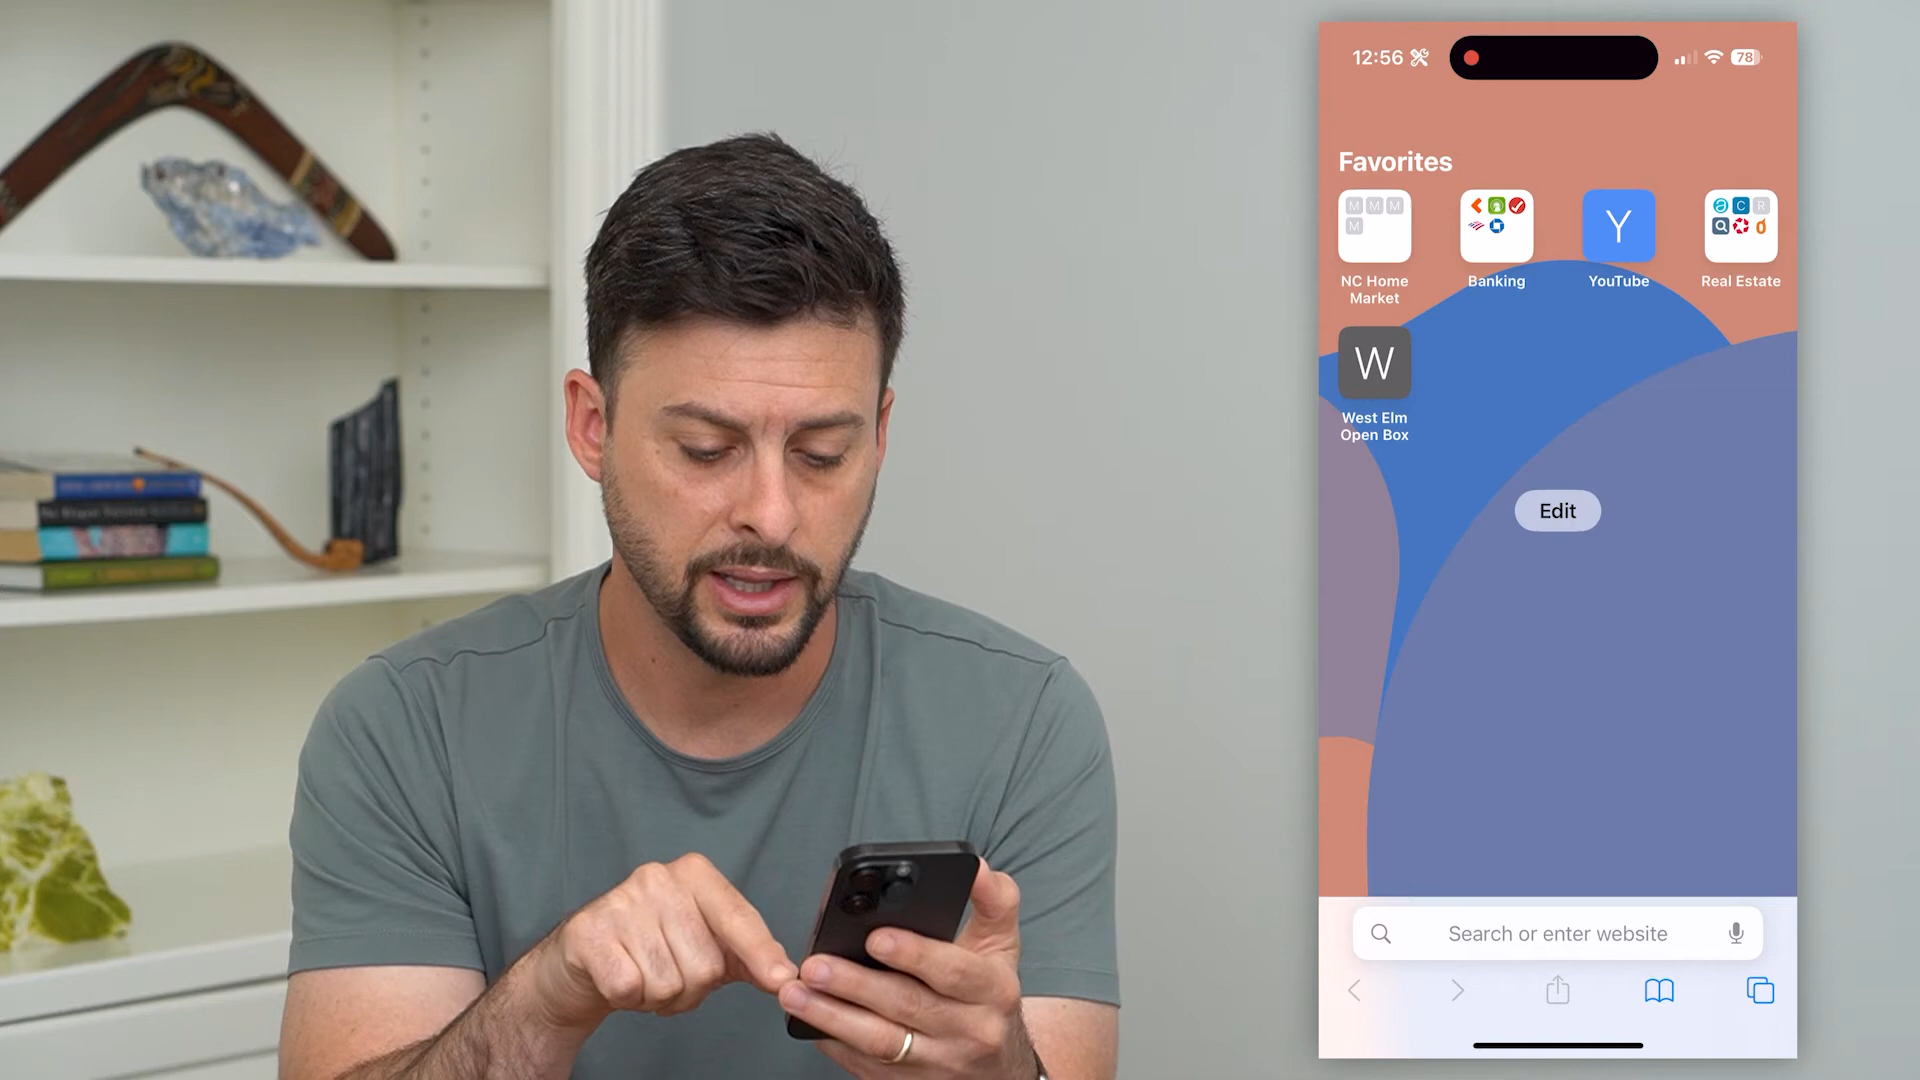 12:56
78
Favorites
M M M
M
C R
Y
NC Home
Market
Banking
YouTube
Real Estate
W
West Elm
Open Box
Edit
Search or enter website